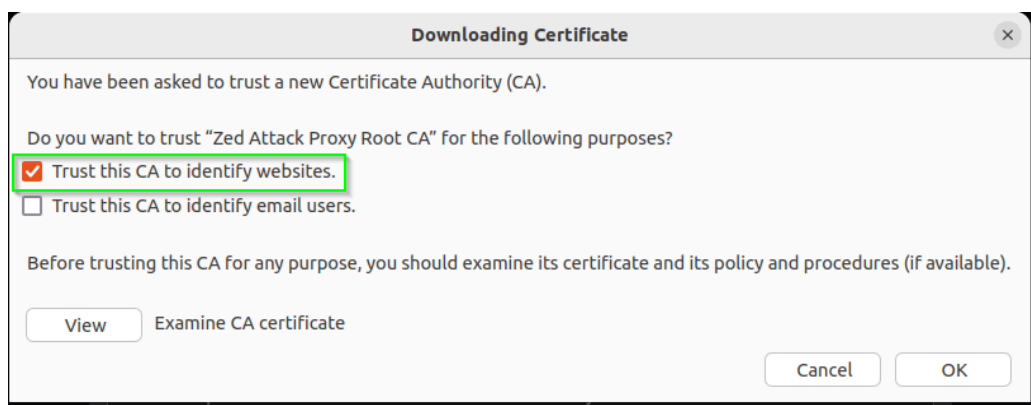 Downloading Certificate
You have been asked to trust a new Certificate Authority (CA).
Do you want to trust “Zed Attack Proxy Root CA” for the following purposes?
Trust this CA to identify websites.
Trust this CA to identify email users.
Before trusting this CA for any purpose, you should examine its certificate and its policy and procedures (if available).
View Examine CA certificate
Cancel OK